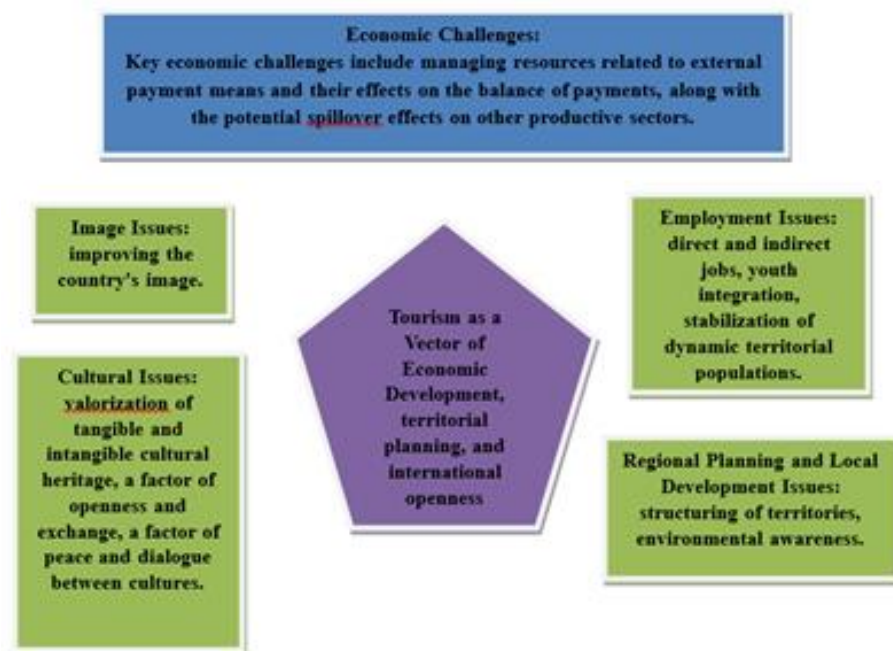 Economic Challenges:
Key economic challenges include managing resources related to external
payment means and their effects on the balance of payments, along with
the potential spillover effects on other productive sectors.
Image Issues:
improving the
country's image.
Employment Issues:
direct and indirect
jobs, youth
integration,
stabilization of
dynamic territorial
populations.
Tourism as a
Vector of
Economic
Development,
territorial
planning, and
international
openness
Cultural Issues:
valorization of
tangible and
intangible cultural
heritage, a factor of
openness and
exchange, a factor of
peace and dialogue
between cultures.
Regional Planning and Local
Development Issues:
structuring of territories,
environmental awareness.